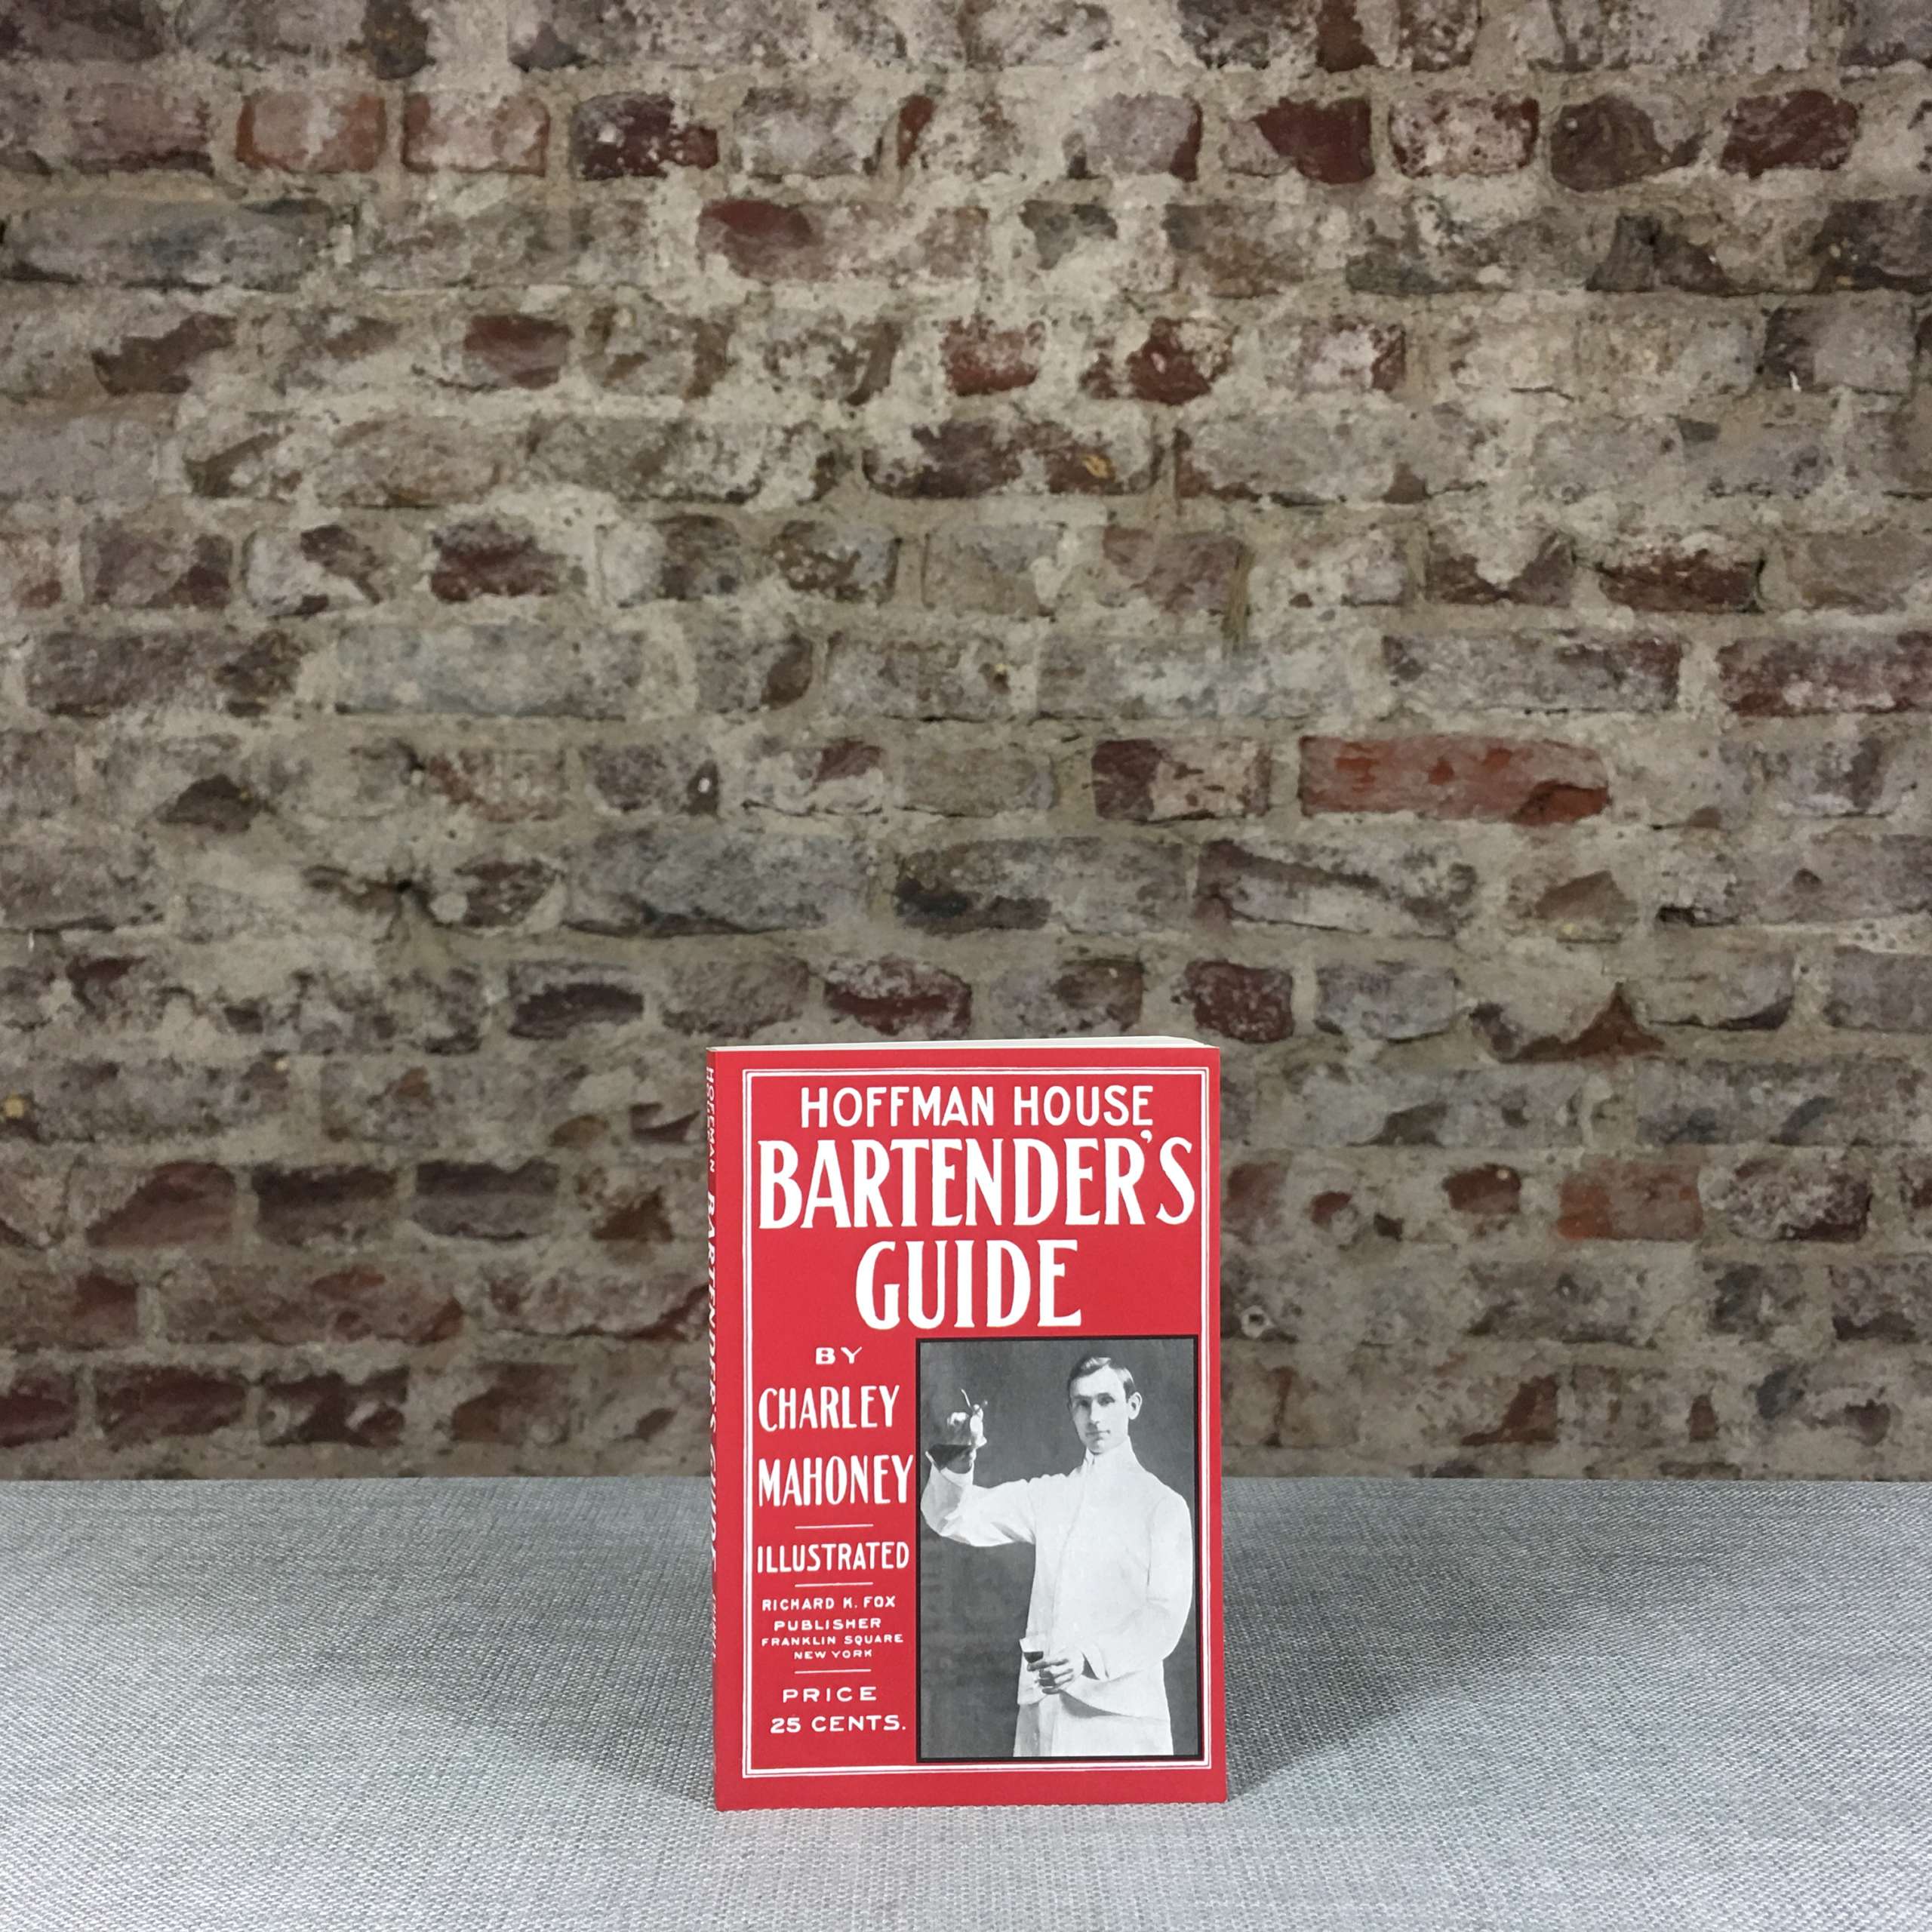 HOFFMAN HOUSE
BARTENDER'S
GUIDE
BY
CHARLEY
MAHONEY
ILLUSTRATED
RICHARD K. FOX
PUBLISHER
FRANKLIN SQUARE
NEW YORK
PRICE
25 CENTS.
HOFFMAN BARTENDER'S GUIDE